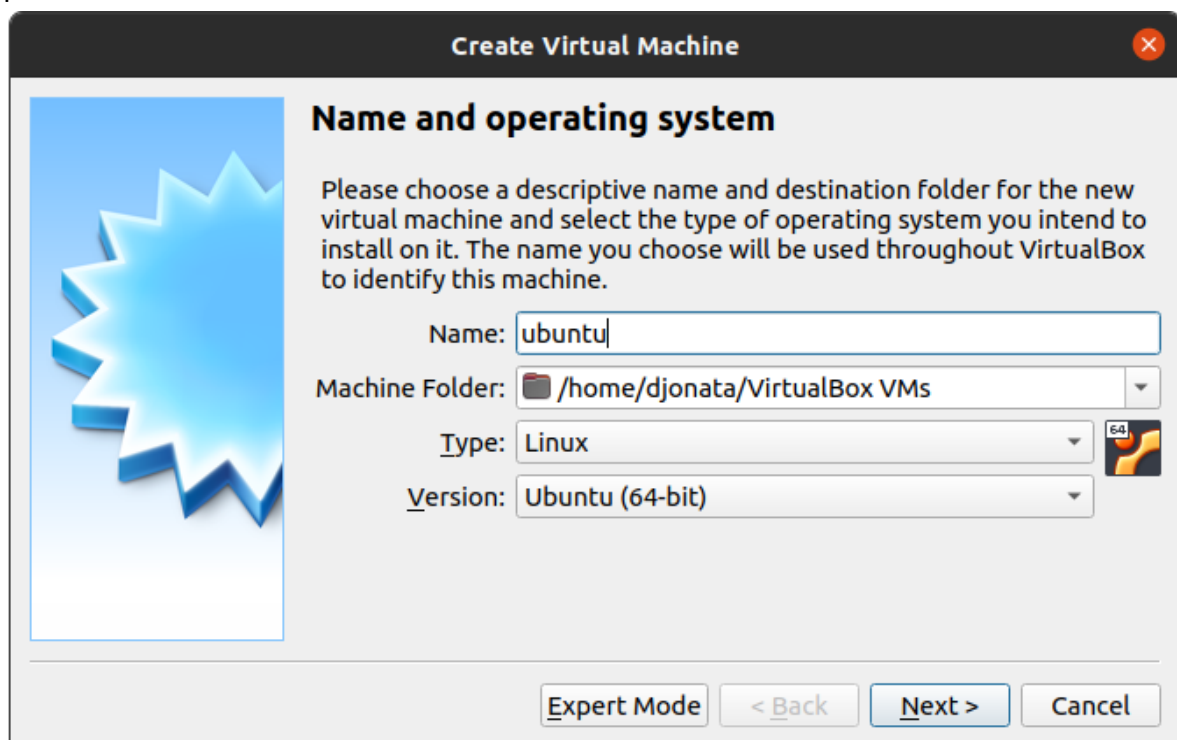 Create Virtual Machine
Name and operating system
Please choose a descriptive name and destination folder for the new
virtual machine and select the type of operating system you intend to
install on it. The name you choose will be used throughout VirtualBox
to identify this machine.
Name: ubuntu
Machine Folder: /home/djonata/VirtualBox VMs
Type: Linux
64
Version: Ubuntu (64-bit)
Expert Mode < Back Next > Cancel